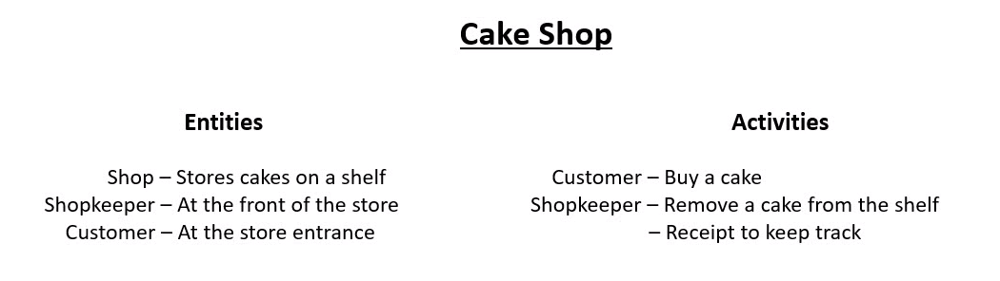 Cake Shop
Entities
Shop – Stores cakes on a shelf
Shopkeeper – At the front of the store
Customer – At the store entrance
Activities
Customer – Buy a cake
Shopkeeper – Remove a cake from the shelf
– Receipt to keep track